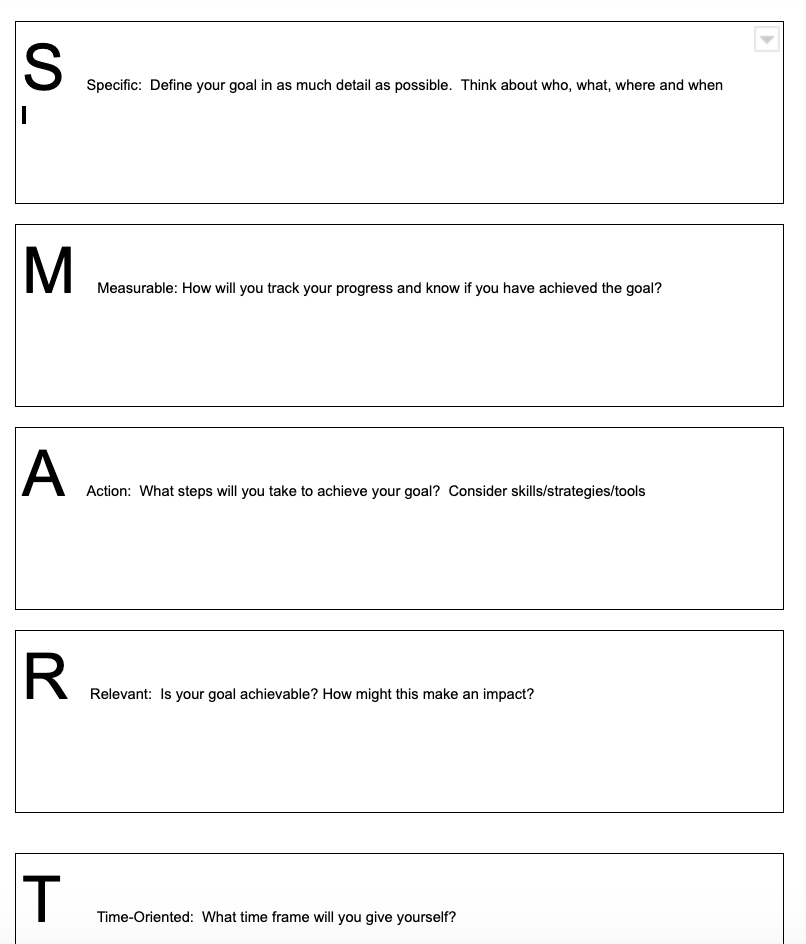 S Specific:  Define your goal in as much detail as possible.  Think about who, what, where and when
M Measurable: How will you track your progress and know if you have achieved the goal?
A Action:  What steps will you take to achieve your goal?  Consider skills/strategies/tools
R Relevant:  Is your goal achievable? How might this make an impact?
T Time-Oriented:  What time frame will you give yourself?